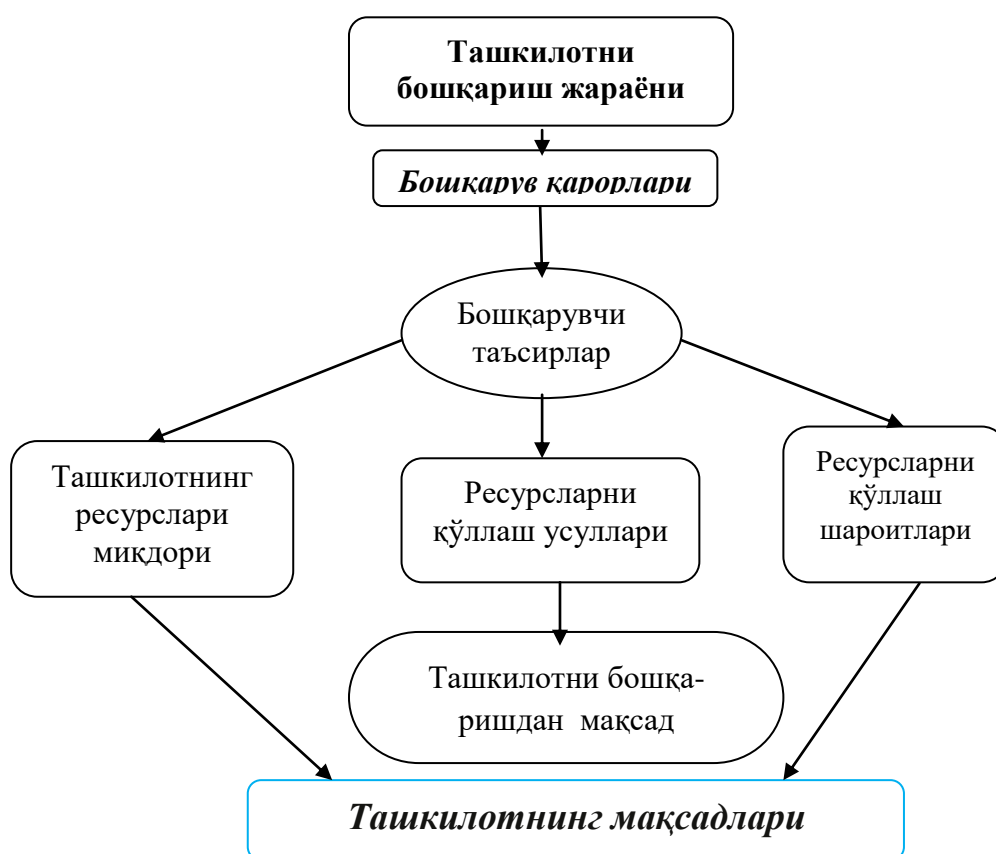 Ташкилотни
бошқариш жараёни
Бошқарув қарорлари
Бошқарувчи
таъсирлар
Ташкилотнинг
ресурслари
миқдори
Ресурсларни
қўллаш усуллари
Ресурсларни
қўллаш
шароитлари
Ташкилотни бошқа-
ришдан мақсад
Ташкилотнинг мақсадлари